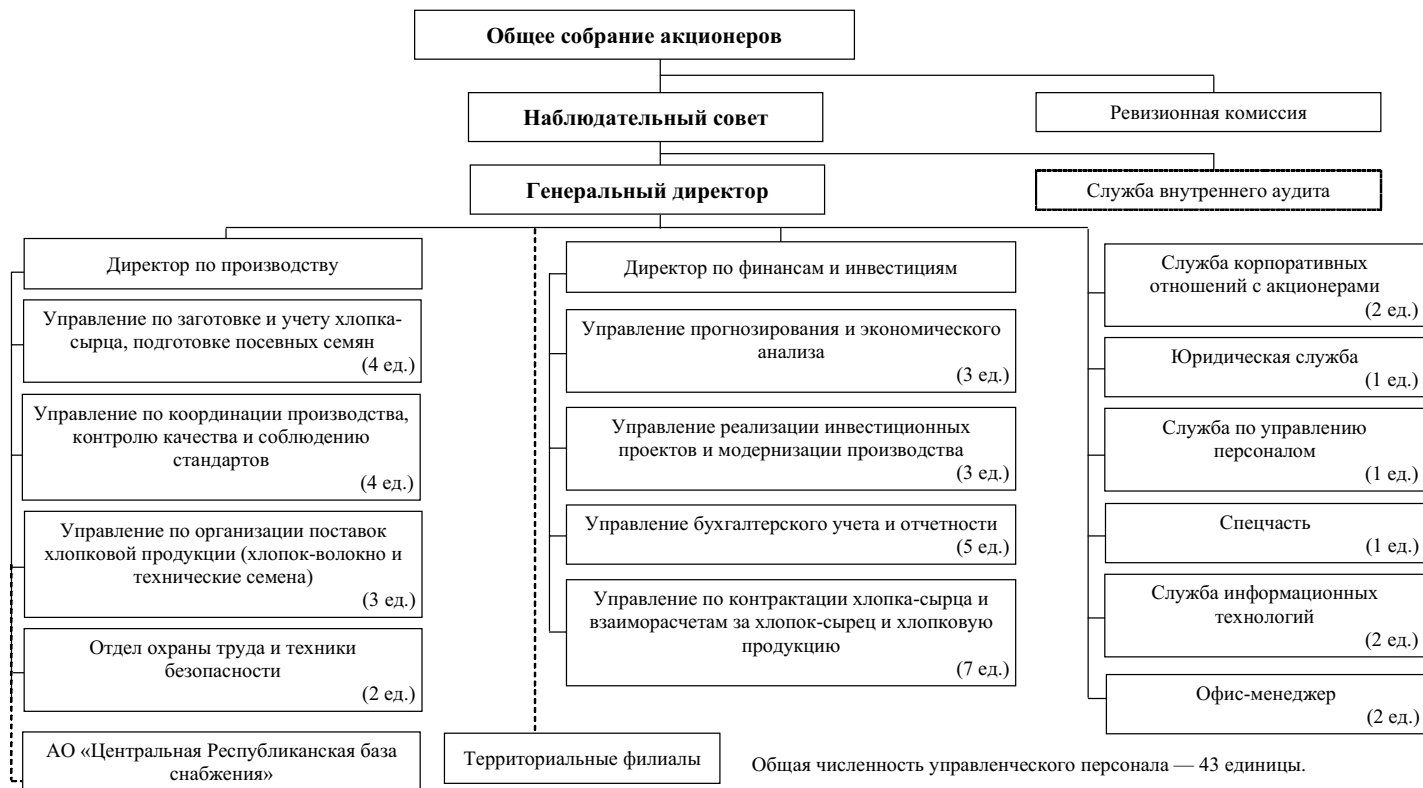 Общее собрание акционеров
Наблюдательный совет
Ревизионная комиссия
Генеральный директор
Служба внутреннего аудита
Директор по производству
Управление по заготовке и учету хлопка-
сырца, подготовке посевных семян
(4 ед.)
Управление по координации производства,
контролю качества и соблюдению
стандартов
(4 ед.)
Управление по организации поставок
хлопковой продукции (хлопок-волокно и
технические семена)
(3 ед.)
Отдел охраны труда и техники
безопасности
(2 ед.)
АО «Центральная Республиканская база
снабжения»
Территориальные филиалы
Директор по финансам и инвестициям
Управление прогнозирования и экономического
анализа
(3 ед.)
Управление реализации инвестиционных
проектов и модернизации производства
(3 ед.)
Управление бухгалтерского учета и отчетности
(5 ед.)
Управление по контрактации хлопка-сырца и
взаиморасчетам за хлопок-сырец и хлопковую
продукцию
(7 ед.)
Служба корпоративных
отношений с акционерами
(2 ед.)
Юридическая служба
(1 ед.)
Служба по управлению
персоналом
(1 ед.)
Спецчасть
(1 ед.)
Служба информационных
технологий
(2 ед.)
Офис-менеджер
(2 ед.)
Общая численность управленческого персонала — 43 единицы.